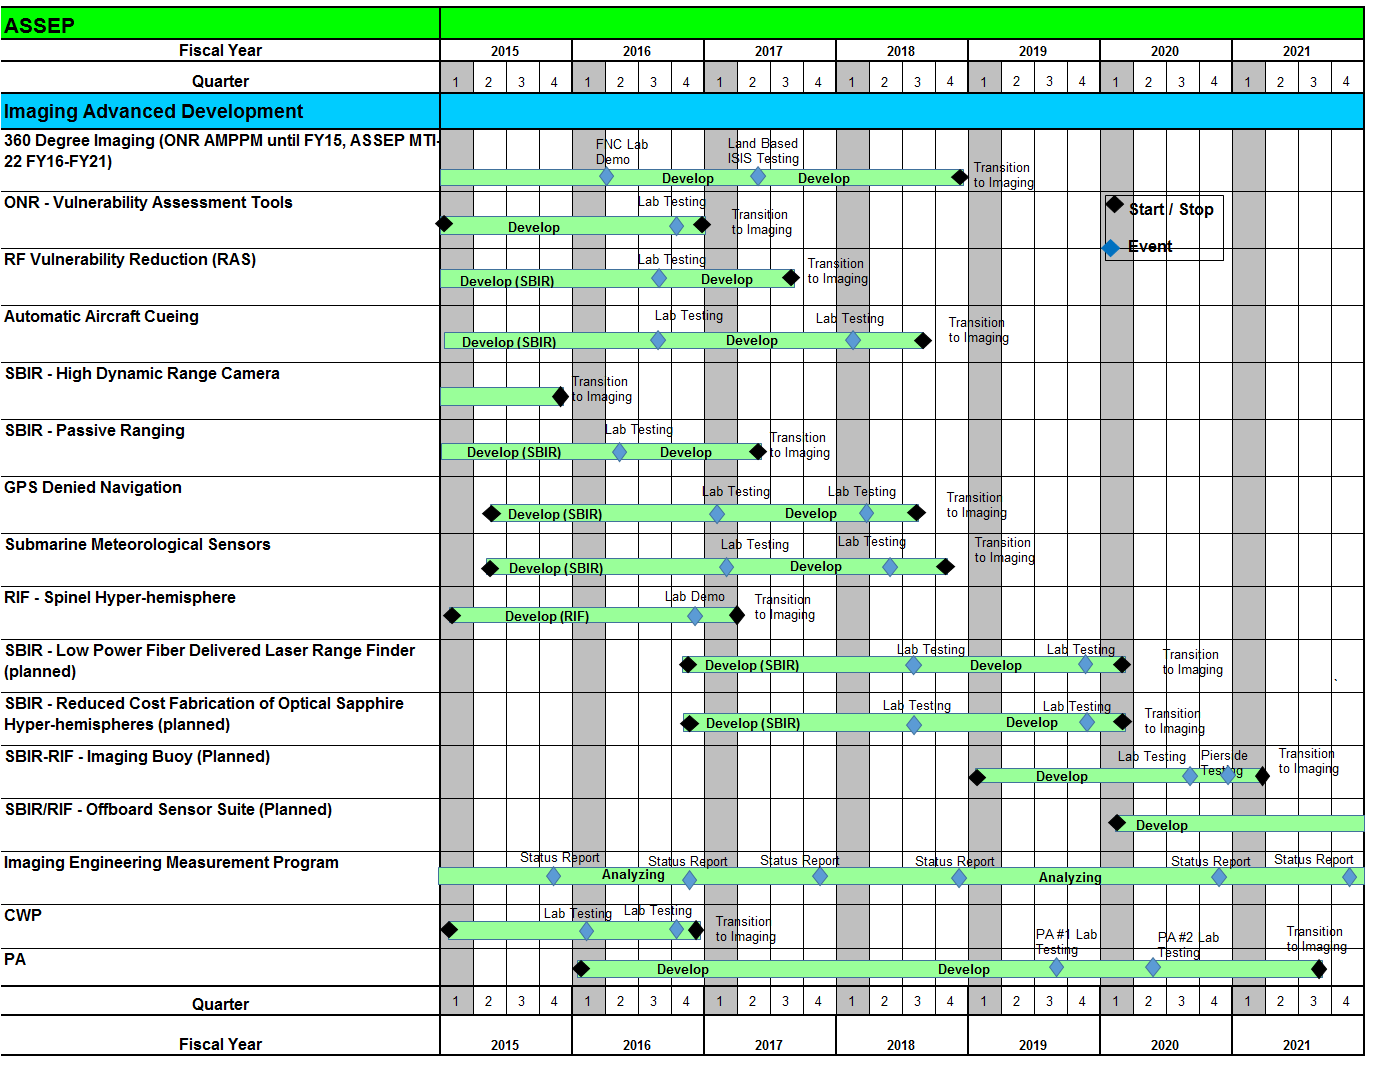 ASSEP
Fiscal Year 2015 2016 2017 2018 2019 2020 2021
Quarter 1 2 3 4 1 2 3 4 1 2 3 4 1 2 3 4 1 2 3 4 1 2 3 4 1 2 3 4
Imaging Advanced Development
360 Degree Imaging (ONR AMPPM until FY15, ASSEP MTI-
22 FY16-FY21)
FNC Lab
Demo
Land Based
ISIS Testing
Develop
Develop
Transition
to Imaging
ONR - Vulnerability Assessment Tools
Develop
Lab Testing
Transition
to Imaging
Start / Stop
Event
RF Vulnerability Reduction (RAS)
Develop (SBIR)
Lab Testing
Develop
Transition
to Imaging
Automatic Aircraft Cueing
Develop (SBIR)
Lab Testing
Develop
Lab Testing
Transition
to Imaging
SBIR - High Dynamic Range Camera
Transition
to Imaging
SBIR - Passive Ranging
Develop (SBIR)
Lab Testing
Develop
Transition
to Imaging
GPS Denied Navigation
Develop (SBIR)
Lab Testing
Develop
Lab Testing
Transition
to Imaging
Submarine Meteorological Sensors
Develop (SBIR)
Lab Testing
Develop
Lab Testing
Transition
to Imaging
RIF - Spinel Hyper-hemisphere
Develop (RIF)
Lab Demo
Transition
to Imaging
SBIR - Low Power Fiber Delivered Laser Range Finder
(planned)
Develop (SBIR)
Lab Testing
Develop
Lab Testing
Transition
to Imaging
SBIR - Reduced Cost Fabrication of Optical Sapphire
Hyper-hemispheres (planned)
Develop (SBIR)
Lab Testing
Develop
Lab Testing
Transition
to Imaging
SBIR-RIF - Imaging Buoy (Planned)
Develop
Lab Testing
Pierside
Testing
Transition
to Imaging
SBIR/RIF - Offboard Sensor Suite (Planned)
Develop
Imaging Engineering Measurement Program
Status Report
Analyzing
Status Report
Status Report
Status Report
Analyzing
Status Report
Status Report
CWP
Lab Testing
Lab Testing
Transition
to Imaging
PA
Develop
Develop
PA #1 Lab
Testing
PA #2 Lab
Testing
Transition
to Imaging
Quarter 1 2 3 4 1 2 3 4 1 2 3 4 1 2 3 4 1 2 3 4 1 2 3 4 1 2 3 4
Fiscal Year 2015 2016 2017 2018 2019 2020 2021